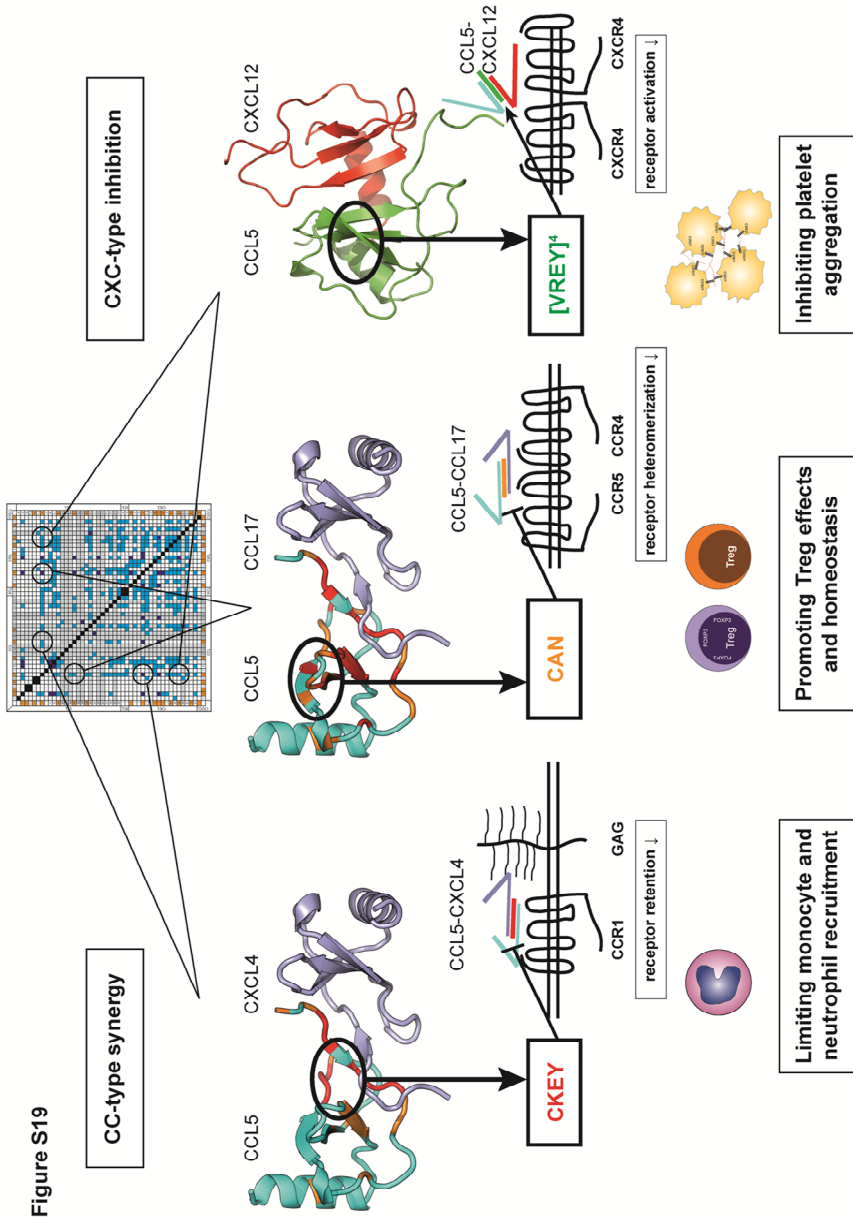 Figure S19
CC-type synergy
CXC-type inhibition
CCL5
CXCL4
CCL5
CCL17
CCL5
CXCL12
CKEY
CCL5-CXCL4
CCR1
GAG
receptor retention ↓
CAN
CCL5-CCL17
CCR5
CCR4
receptor heteromerization ↓
[VREY]⁴
CCL5-
CXCL12
CXCR4
CXCR4
receptor activation ↓
FOXP3
FOXP3
FOXP3
Treg
Treg
Limiting monocyte and
neutrophil recruitment
Promoting Treg effects
and homeostasis
Inhibiting platelet
aggregation